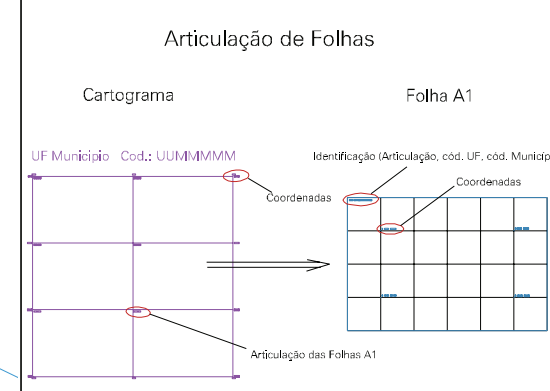 Articulação de Folhas
Cartograma
Folha A1
UF Municipio Cod.: UUMMMMM
Identificação (Articulação, cód. UF, cód. Municíp
Coordenadas
Coordenadas
Articulação das Folhas A1